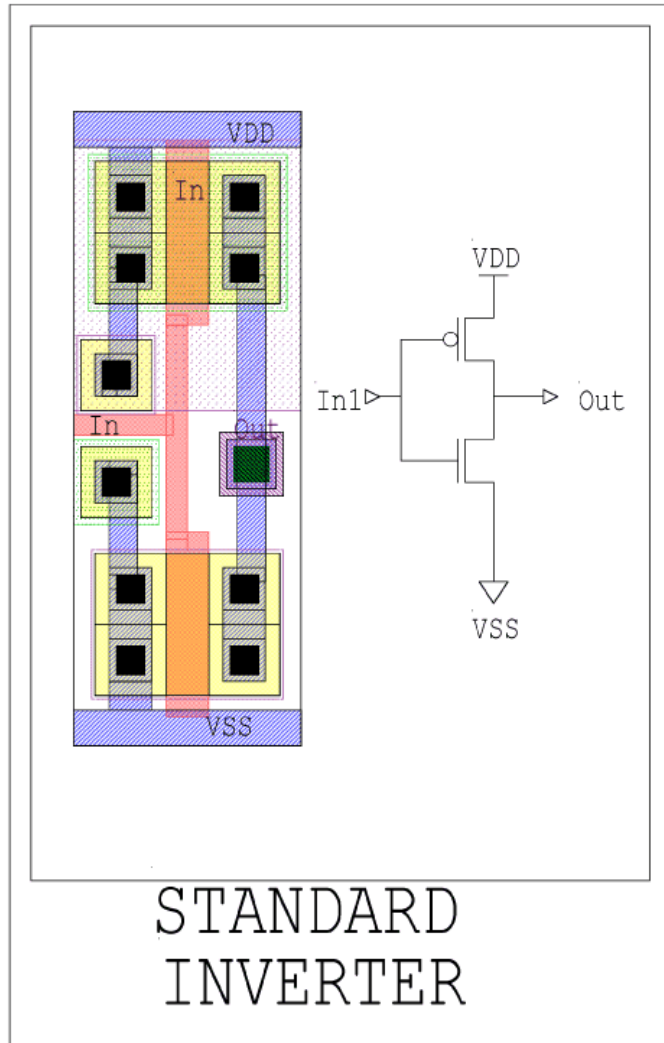 VDD
In
In
Out
VSS
VDD
In1
Out
VSS
STANDARD
INVERTER